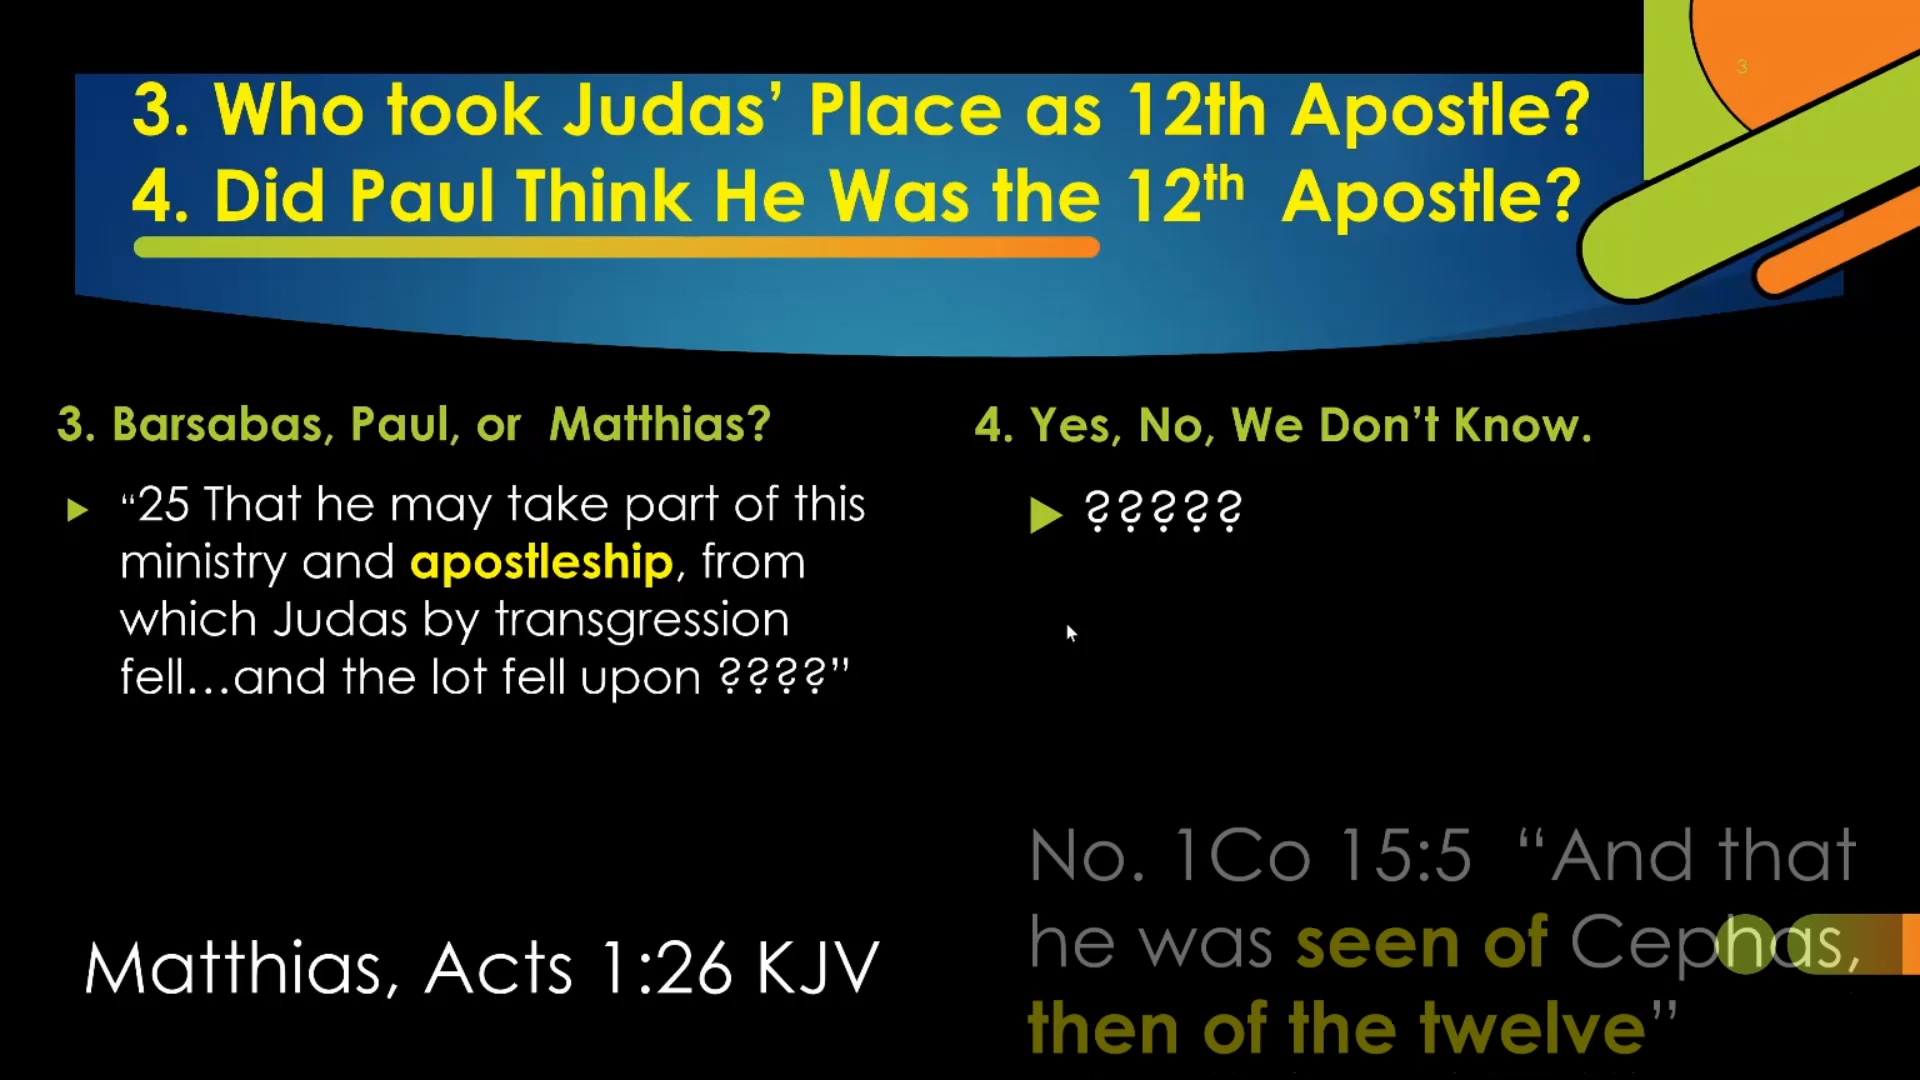 3
3. Who took Judas’ Place as 12th Apostle?
4. Did Paul Think He Was the 12th Apostle?
3. Barsabas, Paul, or Matthias?
“25 That he may take part of this
ministry and apostleship, from
which Judas by transgression
fell…and the lot fell upon ????”
Matthias, Acts 1:26 KJV
4. Yes, No, We Don’t Know.
?????
No. 1Co 15:5 “And that
he was seen of Cephas,
then of the twelve”